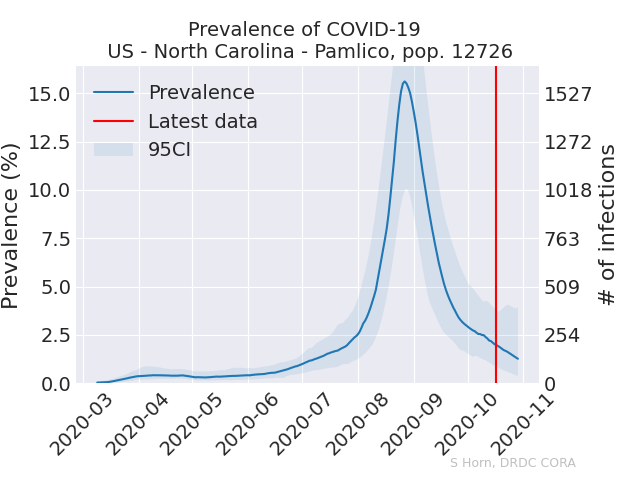 Prevalence of COVID-19
US - North Carolina - Pamlico, pop. 12726
Prevalence
Latest data
95CI
Prevalence (%)
15.0
12.5
10.0
7.5
5.0
2.5
0.0
1527
1272
1018
763
509
254
0
# of infections
2020-03
2020-04
2020-05
2020-06
2020-07
2020-08
2020-09
2020-10
2020-11
S Horn, DRDC CORA